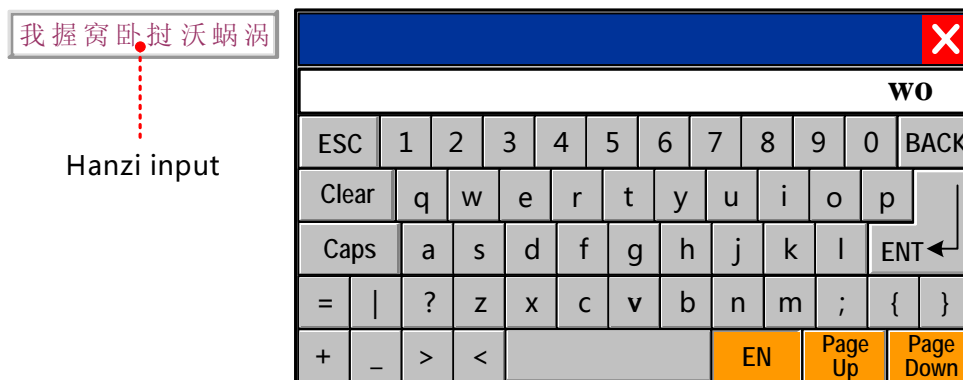 我握窝卧挝沃蜗涡
Hanzi input
wo
ESC 1 2 3 4 5 6 7 8 9 0 BACK
Clear q w e r t y u i o p
Caps a s d f g h j k l ENT
= | ? z x c v b n m ; { }
+ _ > < EN Page Up Page Down